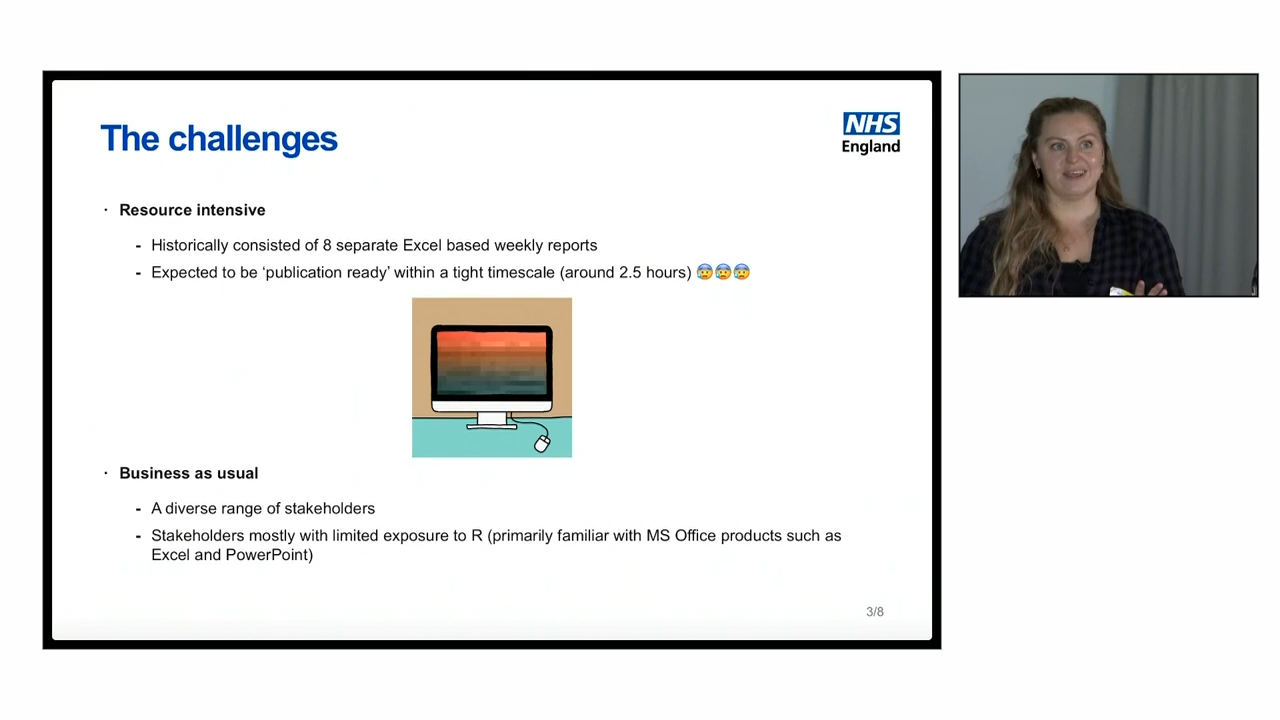 The challenges
NHS
England
· Resource intensive
- Historically consisted of 8 separate Excel based weekly reports
- Expected to be ‘publication ready’ within a tight timescale (around 2.5 hours) 😰😰😰
· Business as usual
- A diverse range of stakeholders
- Stakeholders mostly with limited exposure to R (primarily familiar with MS Office products such as
Excel and PowerPoint)
3/8